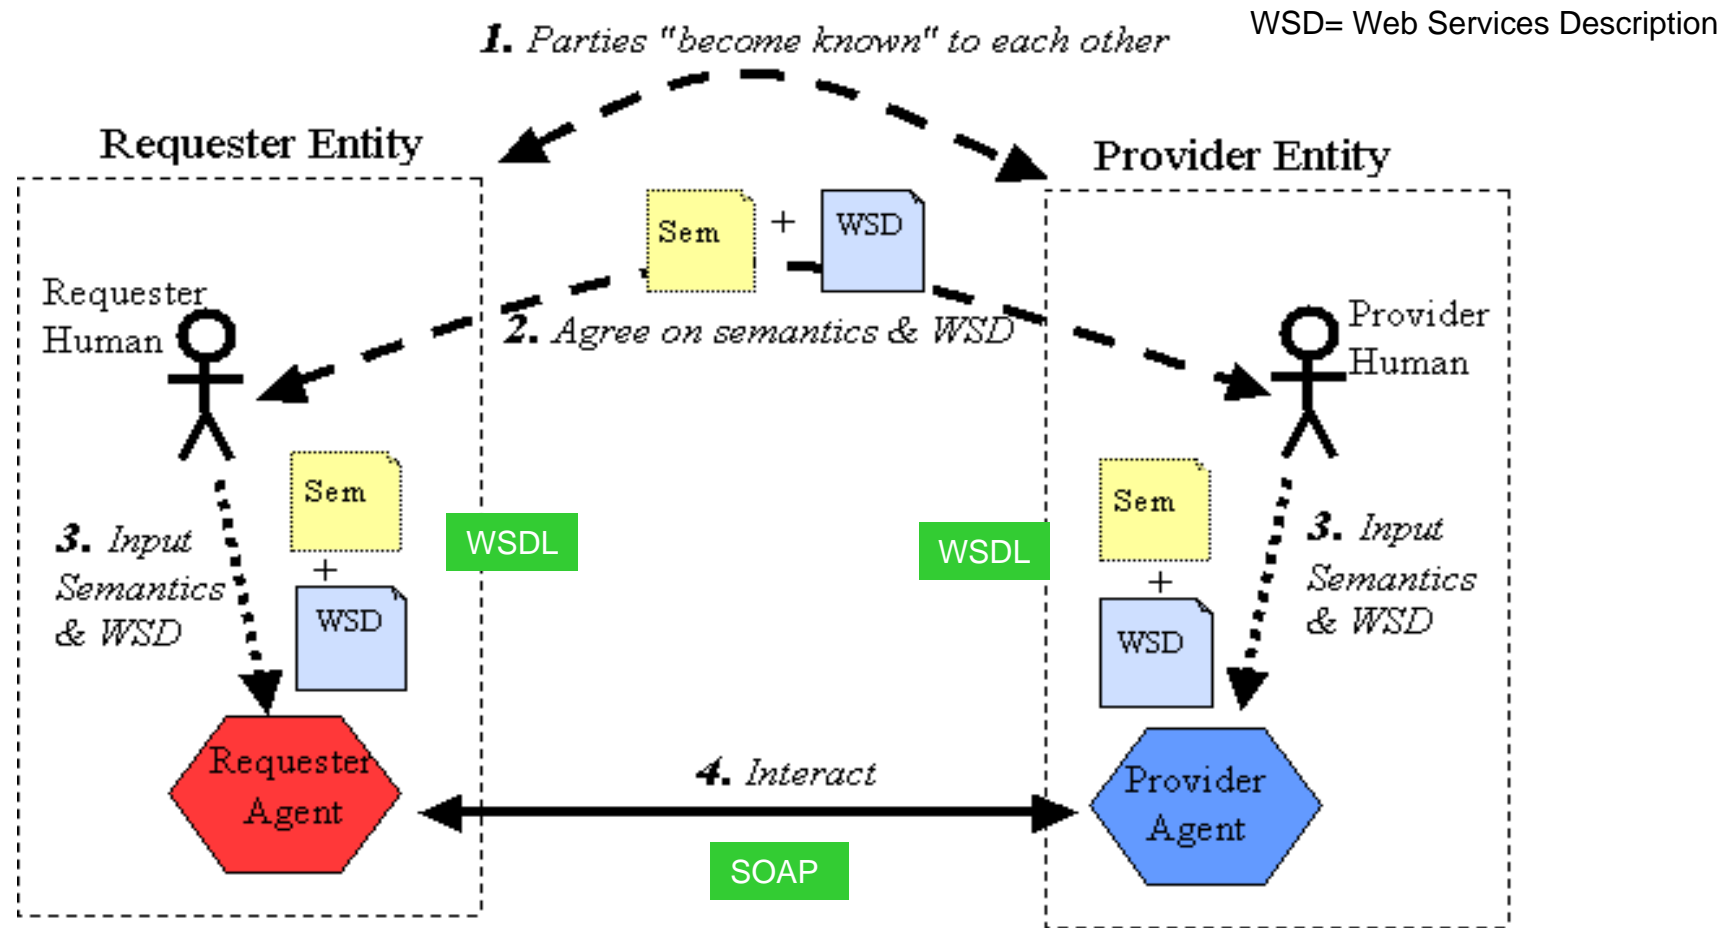 WSD= Web Services Description
1. Parties "become known" to each other
Requester Entity
Provider Entity
Sem
+
WSD
Requester
Human
2. Agree on semantics & WSD
Provider
Human
Sem
+
WSD
3. Input
Semantics
& WSD
WSDL
WSDL
Sem
+
WSD
3. Input
Semantics
& WSD
Requester
Agent
4. Interact
SOAP
Provider
Agent